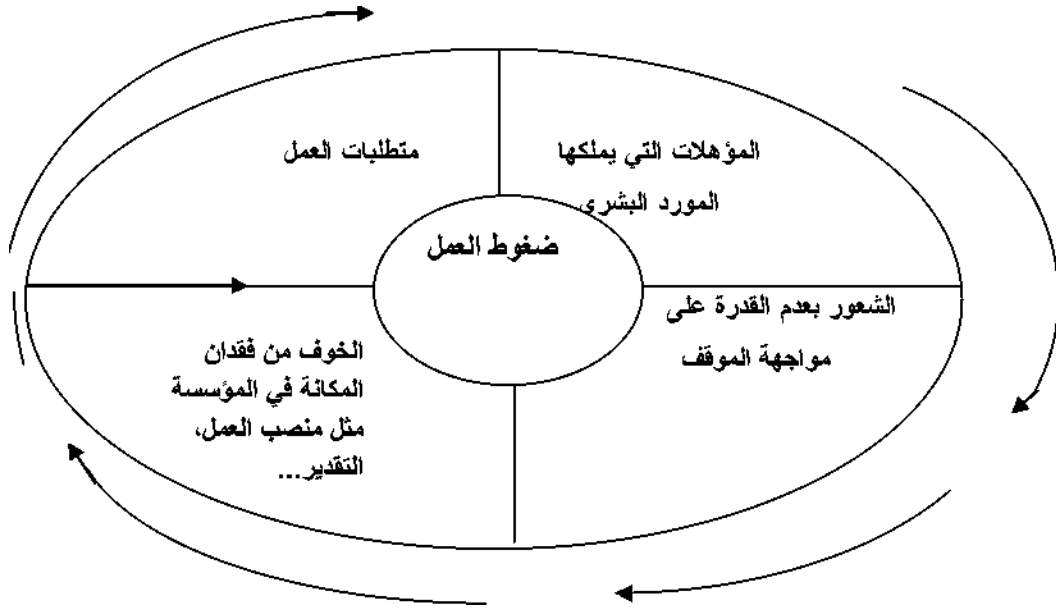 متطلبات العمل
المؤهلات التي يملكها
المورد البشري
ضغوط العمل
الشعور بعدم القدرة على
مواجهة الموقف
الخوف من فقدان
المكانة في المؤسسة
مثل منصب العمل،
التقدير...